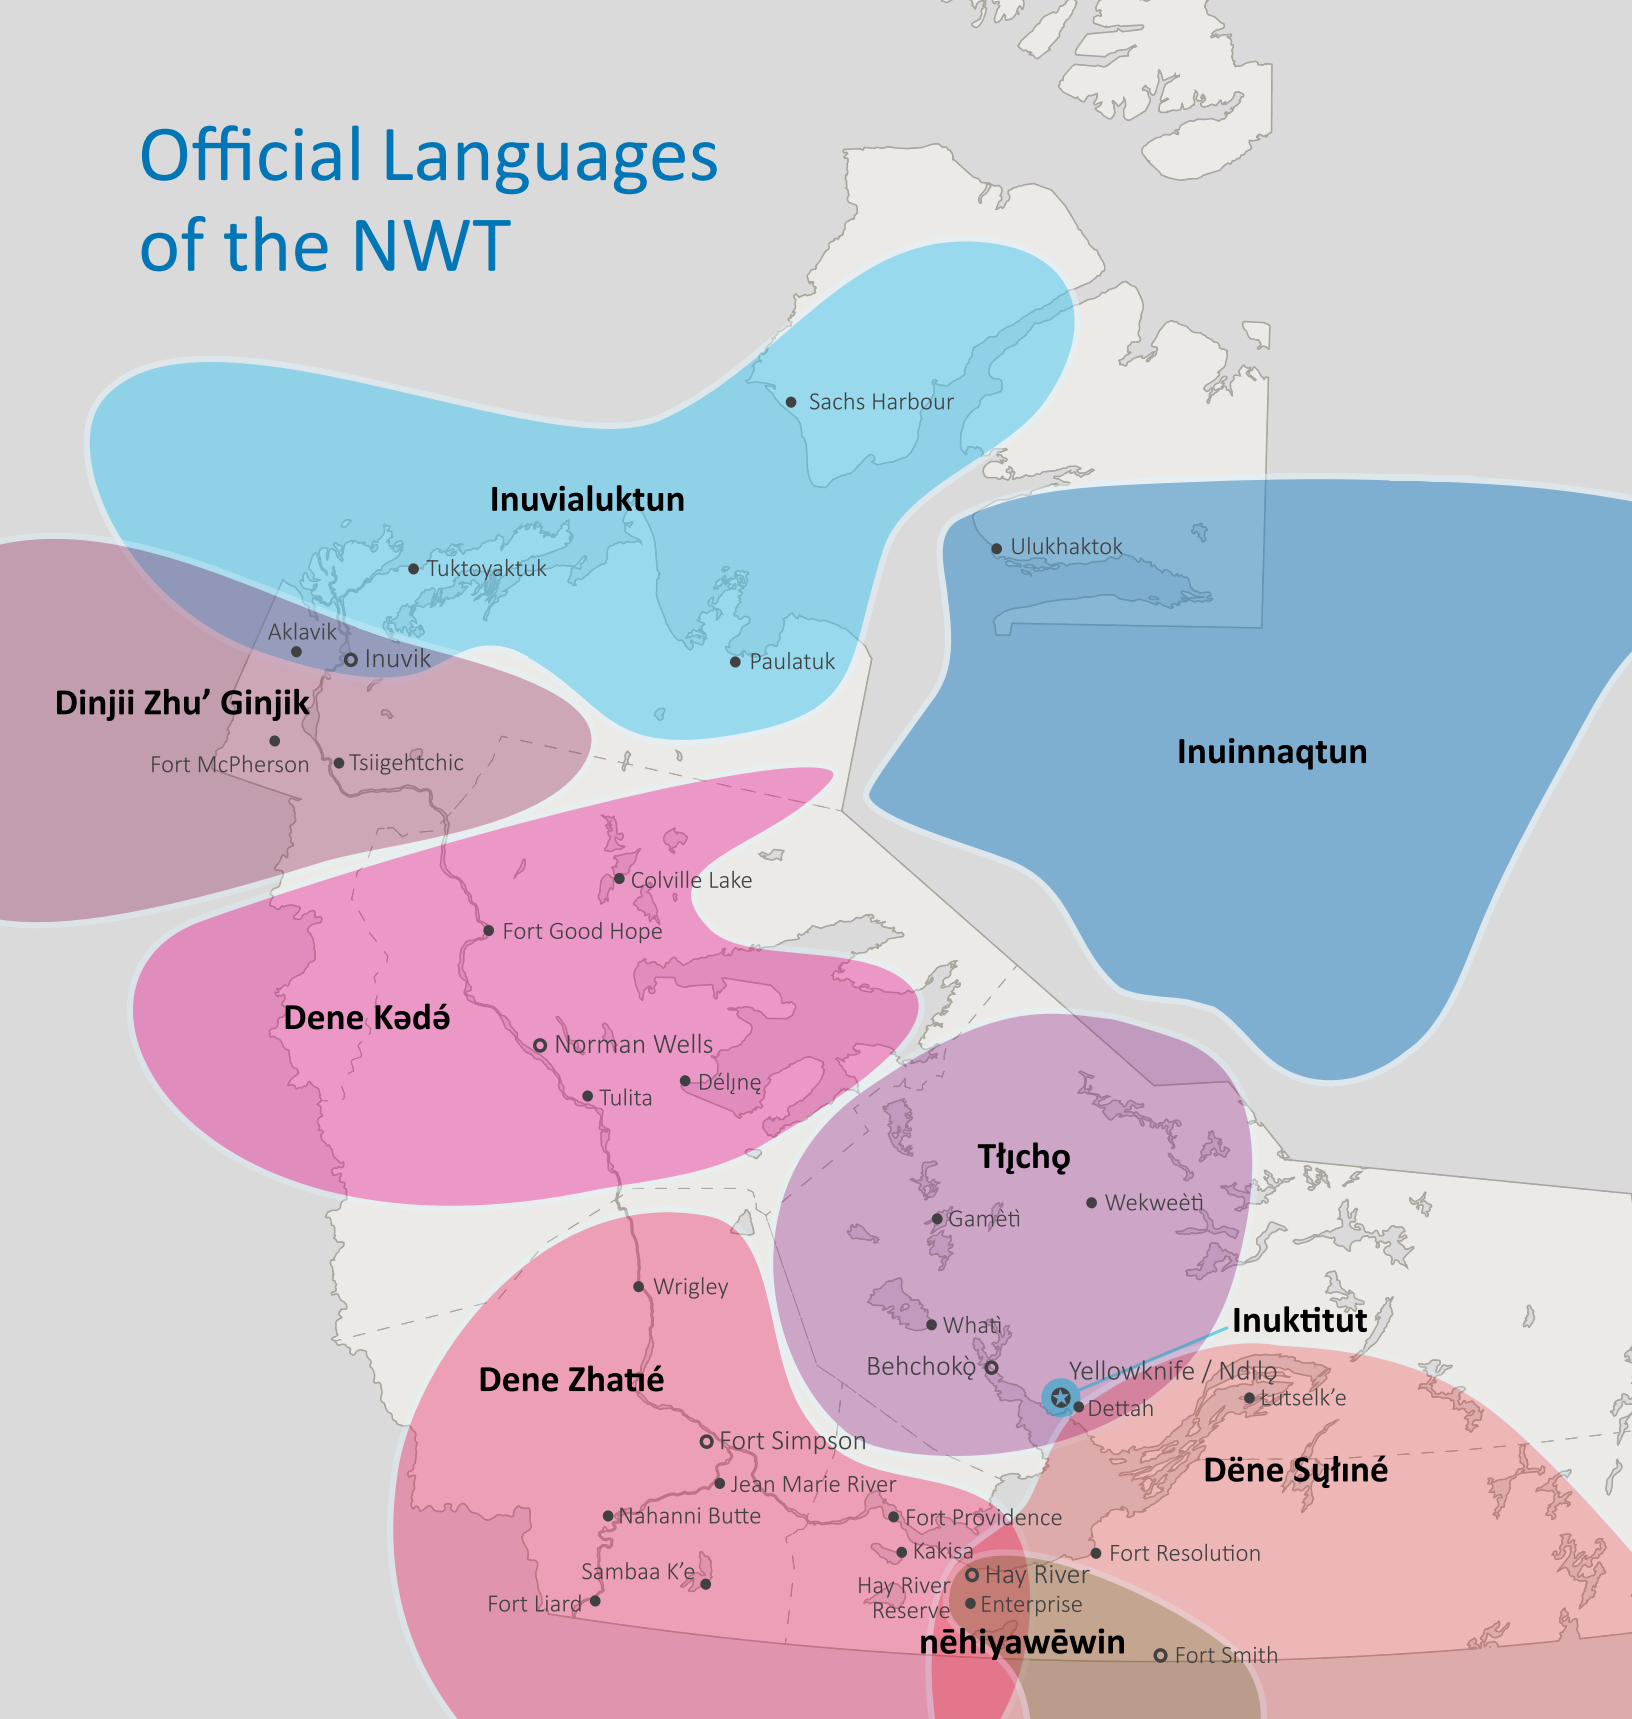 Official Languages
of the NWT
Sachs Harbour
Inuvialuktun
Ulukhaktok
Tuktoyaktuk
Aklavik
Inuvik
Paulatuk
Dinjii Zhu’ Ginjik
Fort McPherson
Tsiigehtchic
Inuinnaqtun
Colville Lake
Fort Good Hope
Dene Kǝdǝ́
Norman Wells
Délı̨nę
Tulita
Tłı̨chǫ
Wekweètì
Gamètì
Wrigley
Whatì
Inuktitut
Behchokǫ̀
Yellowknife / Ndılǫ
Dene Zhatıé
Łutselk’e
Dettah
Fort Simpson
Dëne Sų́łıné
Jean Marie River
Nahanni Butte
Fort Providence
Kakisa
Fort Resolution
Sambaa K’e
Hay River
Hay River
Reserve
Enterprise
Fort Liard
nēhiyawēwin
Fort Smith